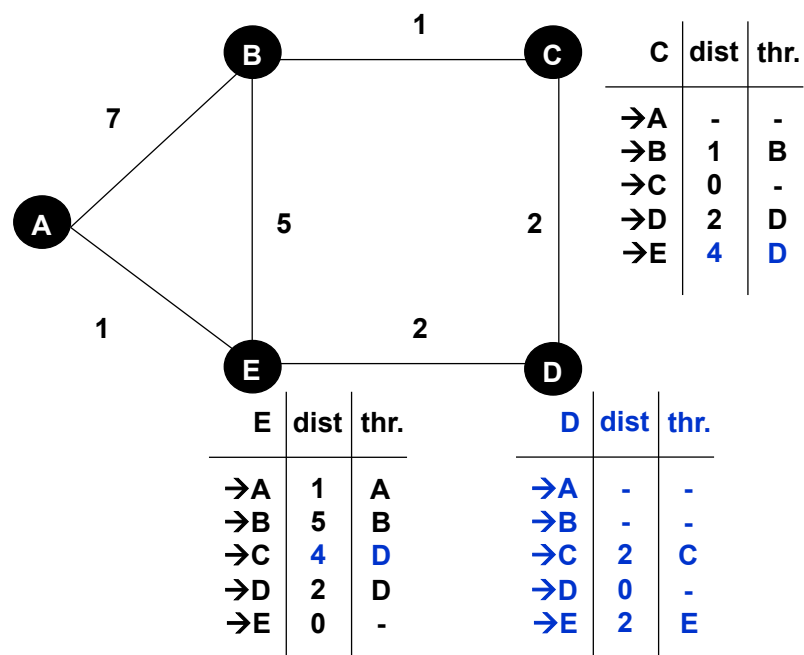 1
B
C
7
A
5
2
1
2
E
D
C dist thr.
→A - -
→B 1 B
→C 0 -
→D 2 D
→E 4 D
E dist thr.
→A 1 A
→B 5 B
→C 4 D
→D 2 D
→E 0 -
D dist thr.
→A - -
→B - -
→C 2 C
→D 0 -
→E 2 E